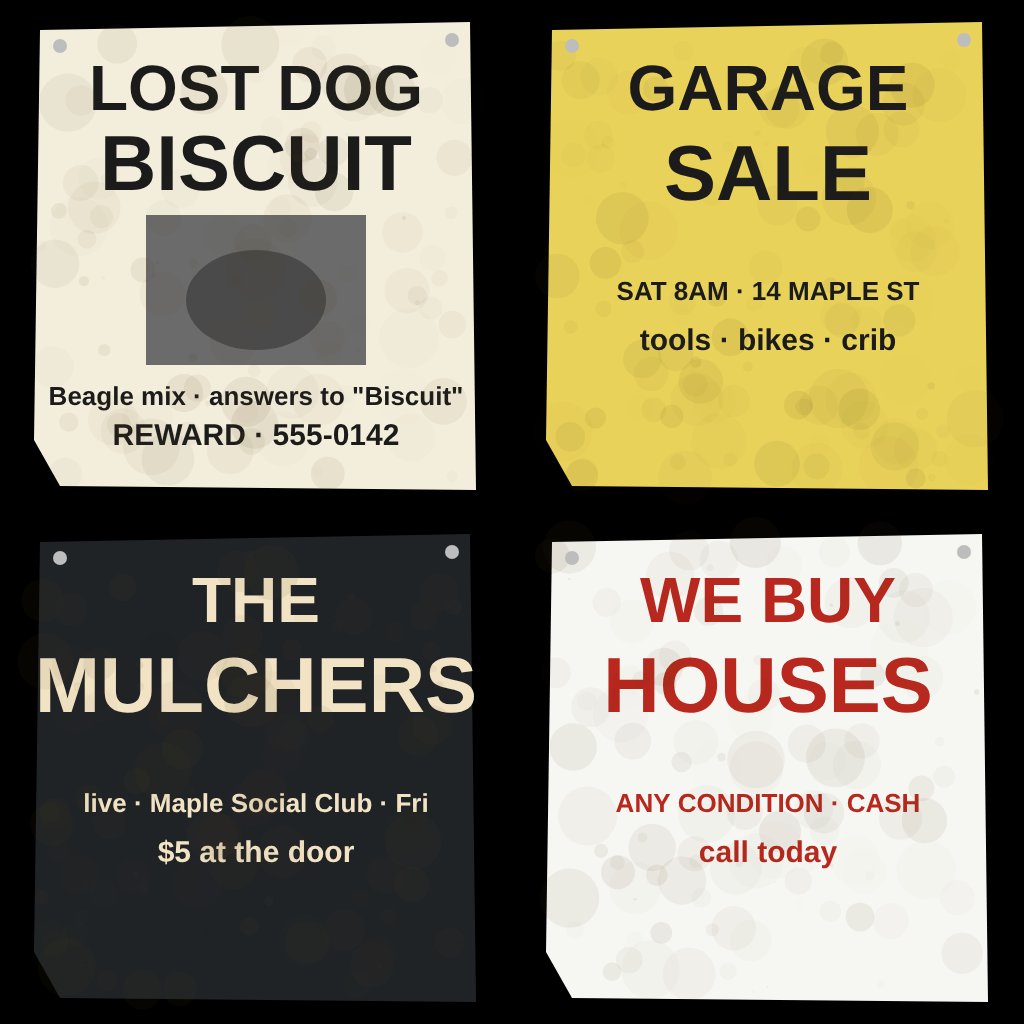 LOST DOG
BISCUIT
Beagle mix · answers to "Biscuit"
REWARD · 555-0142
GARAGE
SALE
SAT 8AM · 14 MAPLE ST
tools · bikes · crib
THE
MULCHERS
live · Maple Social Club · Fri
$5 at the door
WE BUY
HOUSES
ANY CONDITION · CASH
call today